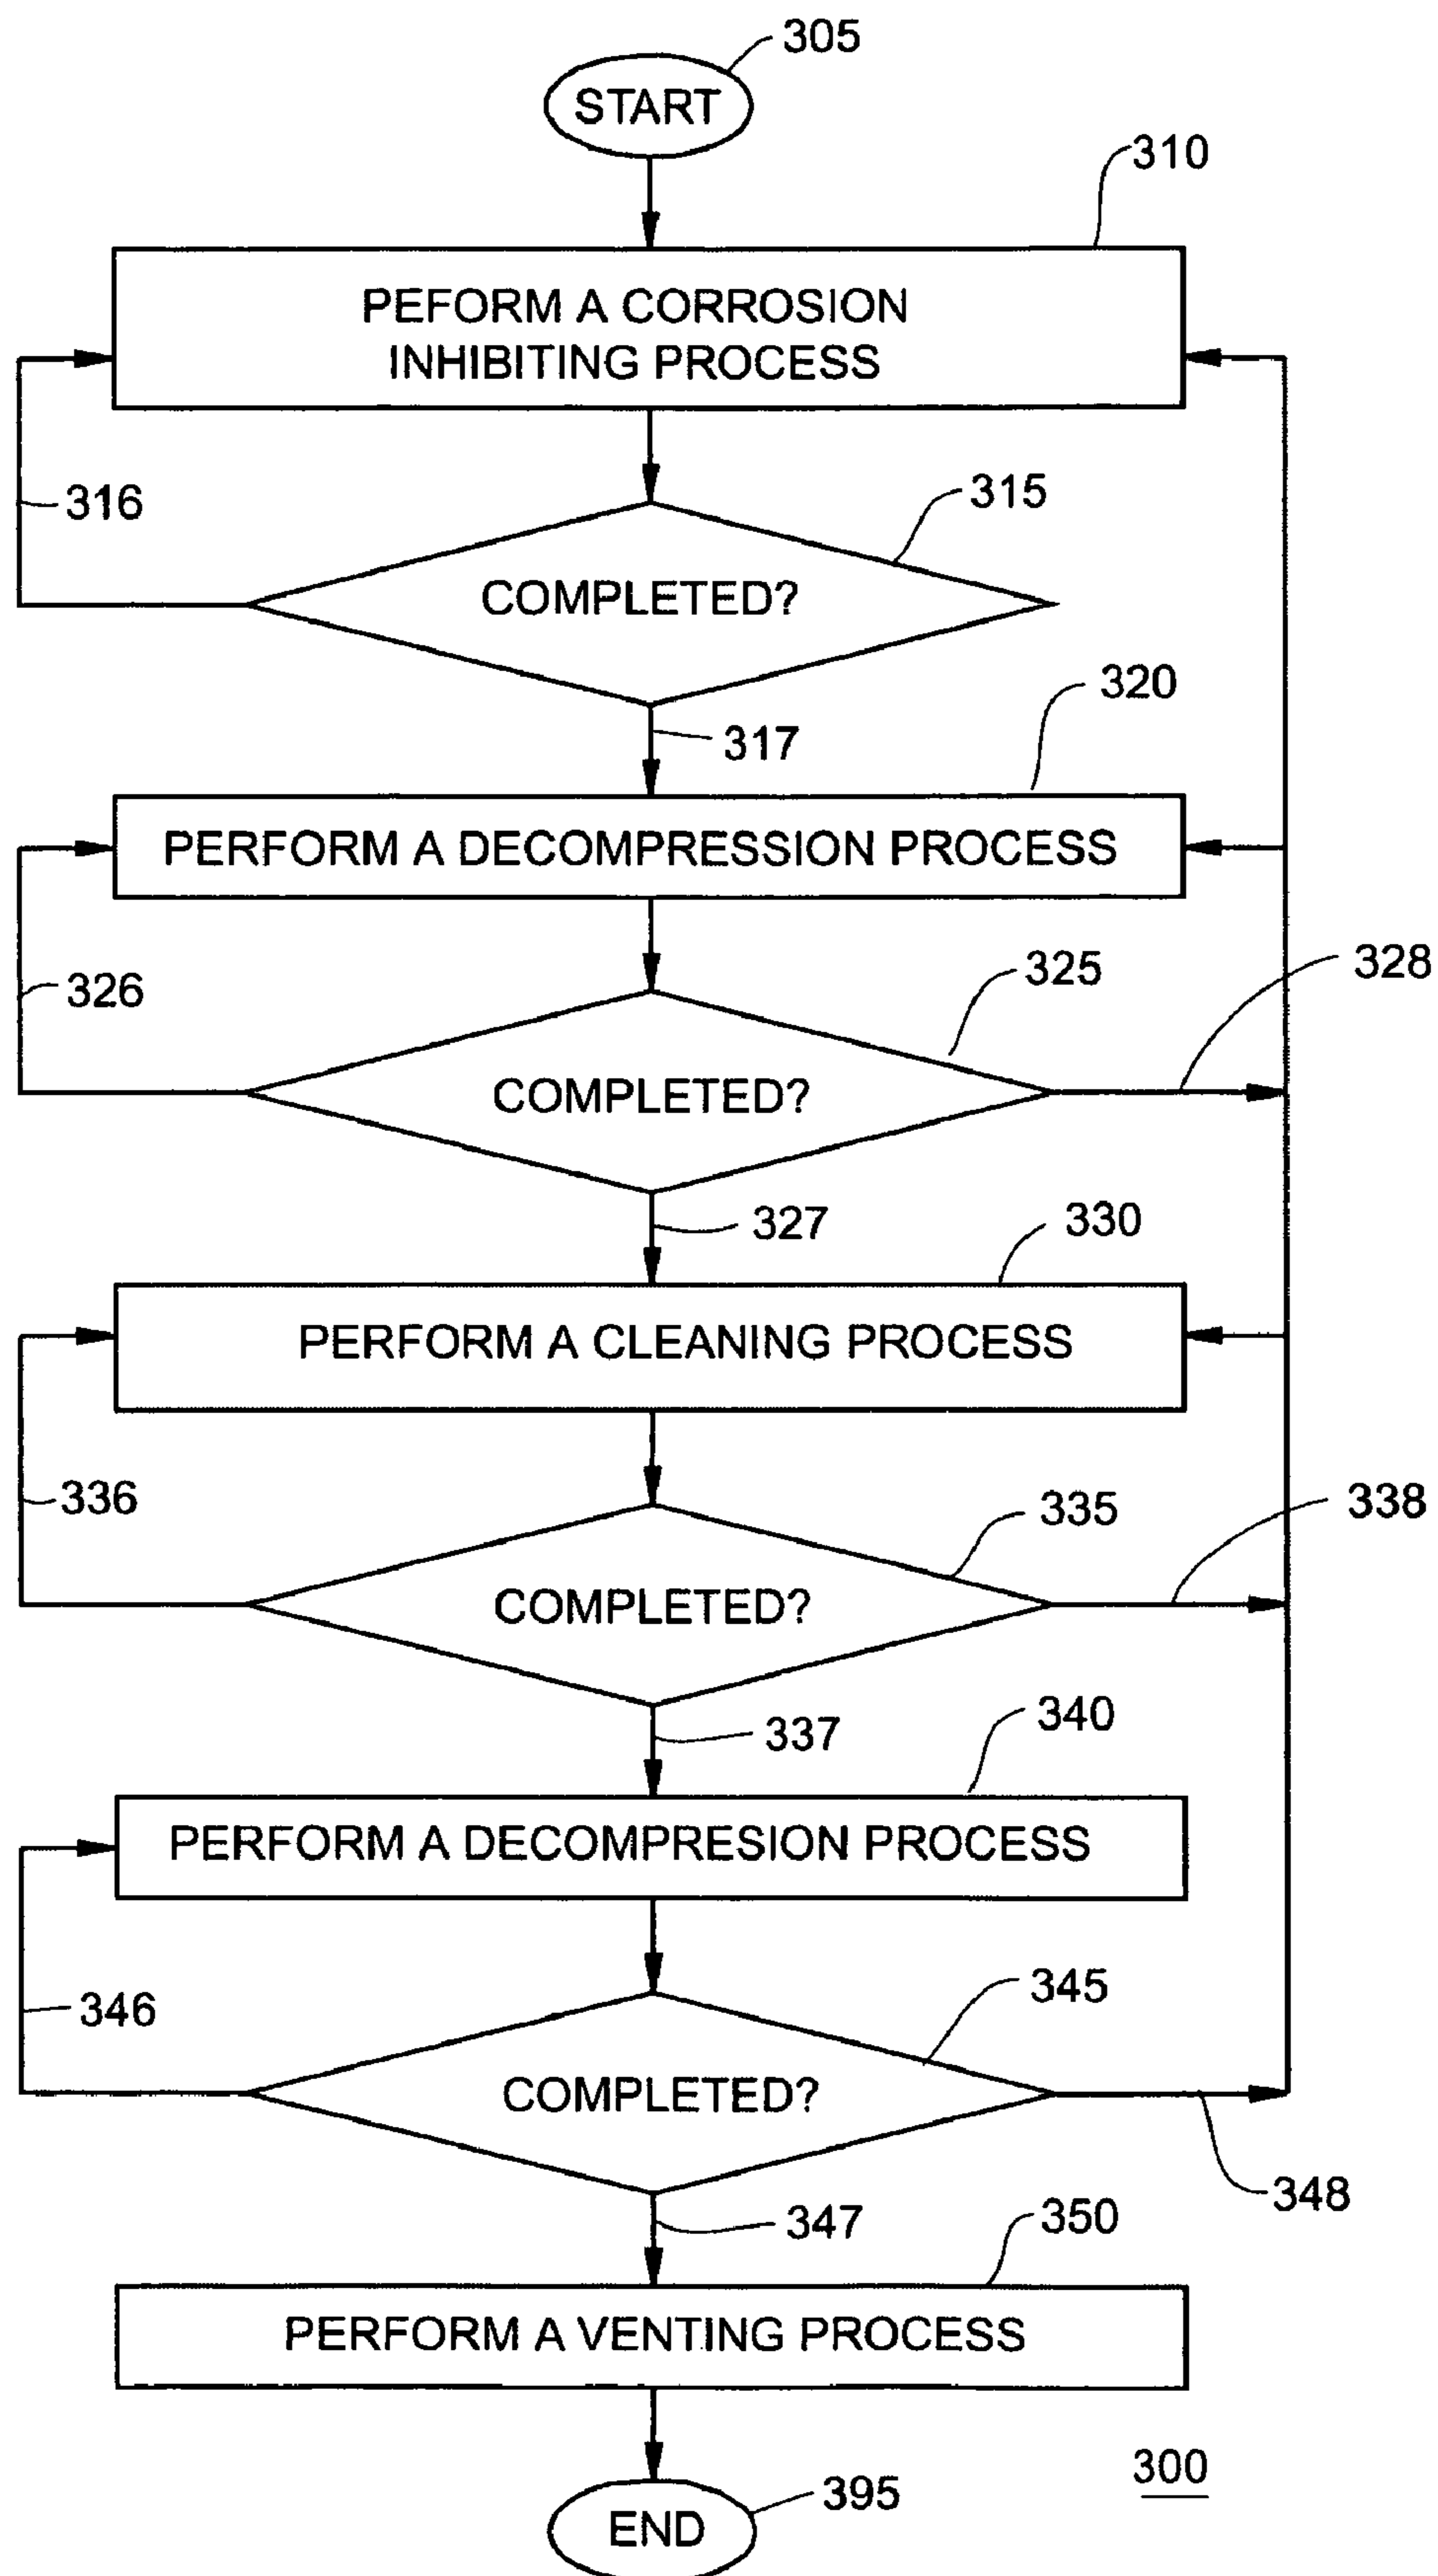 305
START
310
PEFORM A CORROSION
INHIBITING PROCESS
316
315
COMPLETED?
320
317
PERFORM A DECOMPRESSION PROCESS
326
325
328
COMPLETED?
327
330
PERFORM A CLEANING PROCESS
336
335
338
COMPLETED?
337
340
PERFORM A DECOMPRESION PROCESS
346
345
COMPLETED?
348
347
350
PERFORM A VENTING PROCESS
300
395
END